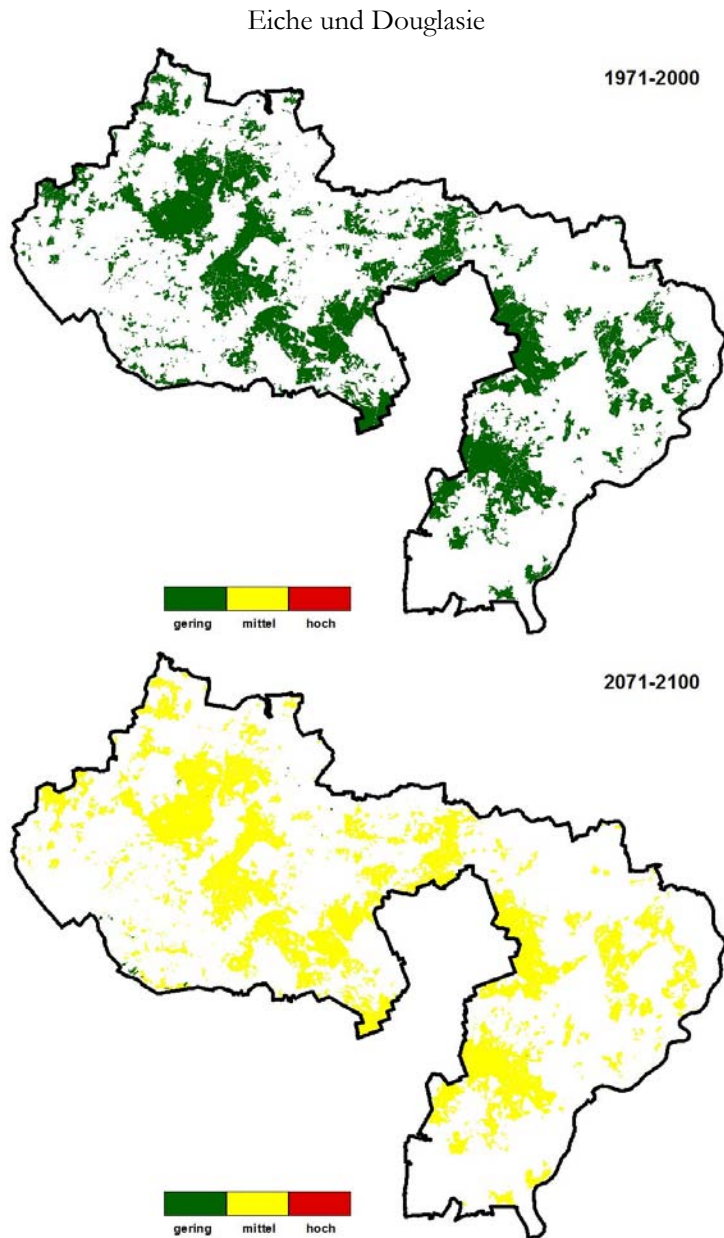 Eiche und Douglasie
1971-2000
gering mittel hoch
2071-2100
gering mittel hoch